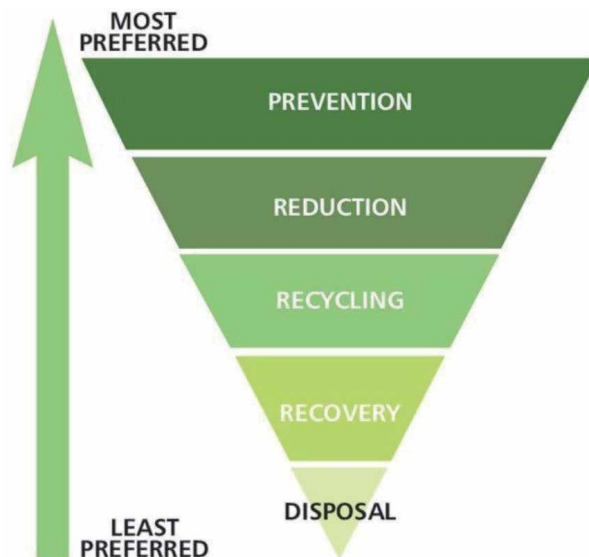 MOST
PREFERRED
PREVENTION
REDUCTION
RECYCLING
RECOVERY
DISPOSAL
LEAST
PREFERRED